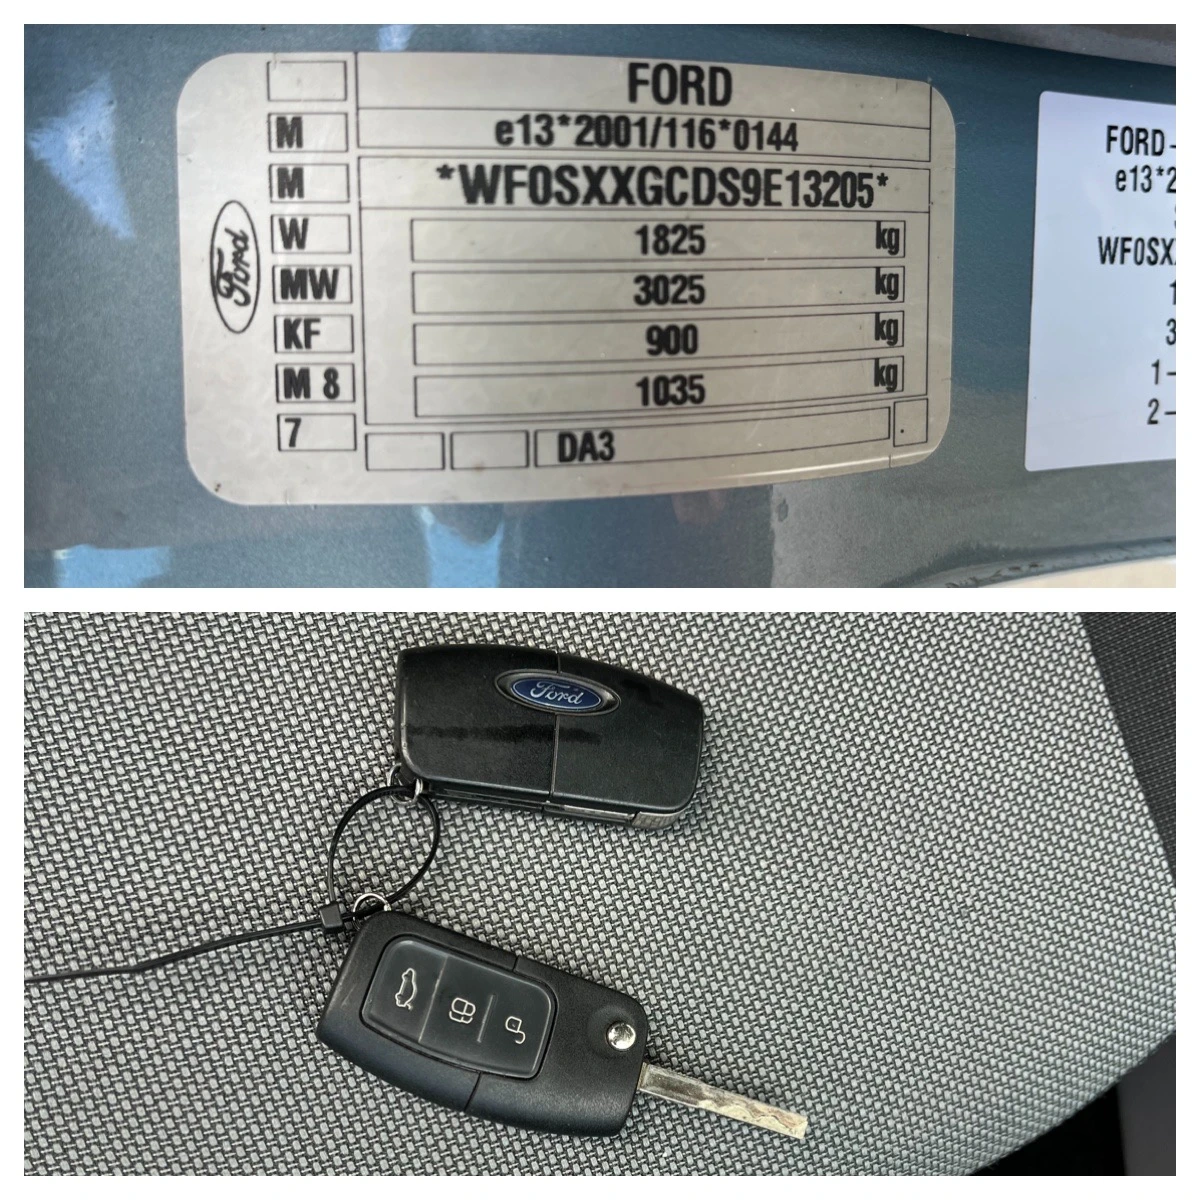 FORD
M e13*2001/116*0144
M *WF0SXXGCDS9E13205*
W 1825 kg
MW 3025 kg
KF 900 kg
M 8 1035 kg
7 DA3
Ford
FORD-
e13*2
WF0SX
1
3
1-
2-
Ford